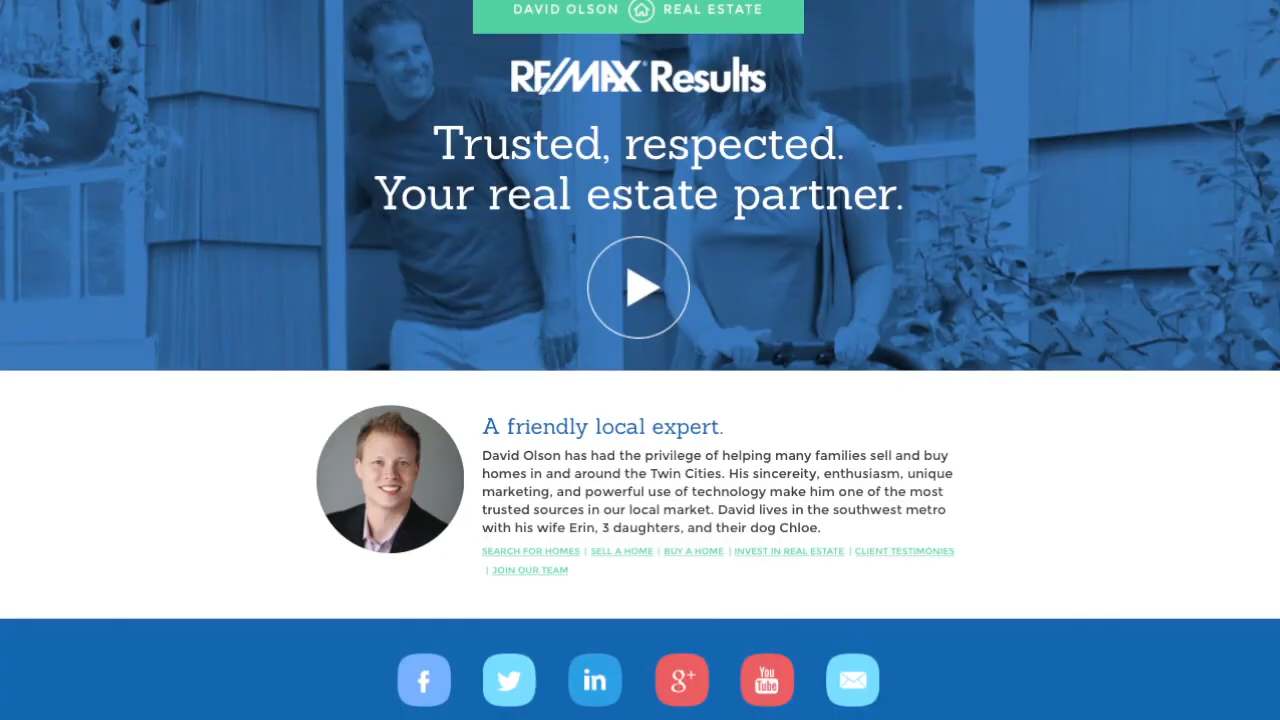 DAVID OLSON REAL ESTATE
RE/MAX® Results
Trusted, respected.
Your real estate partner.
A friendly local expert.
David Olson has had the privilege of helping many families sell and buy
homes in and around the Twin Cities. His sincereity, enthusiasm, unique
marketing, and powerful use of technology make him one of the most
trusted sources in our local market. David lives in the southwest metro
with his wife Erin, 3 daughters, and their dog Chloe.
SEARCH FOR HOMES | SELL A HOME | BUY A HOME | INVEST IN REAL ESTATE | CLIENT TESTIMONIES
| JOIN OUR TEAM
f in g+ You Tube